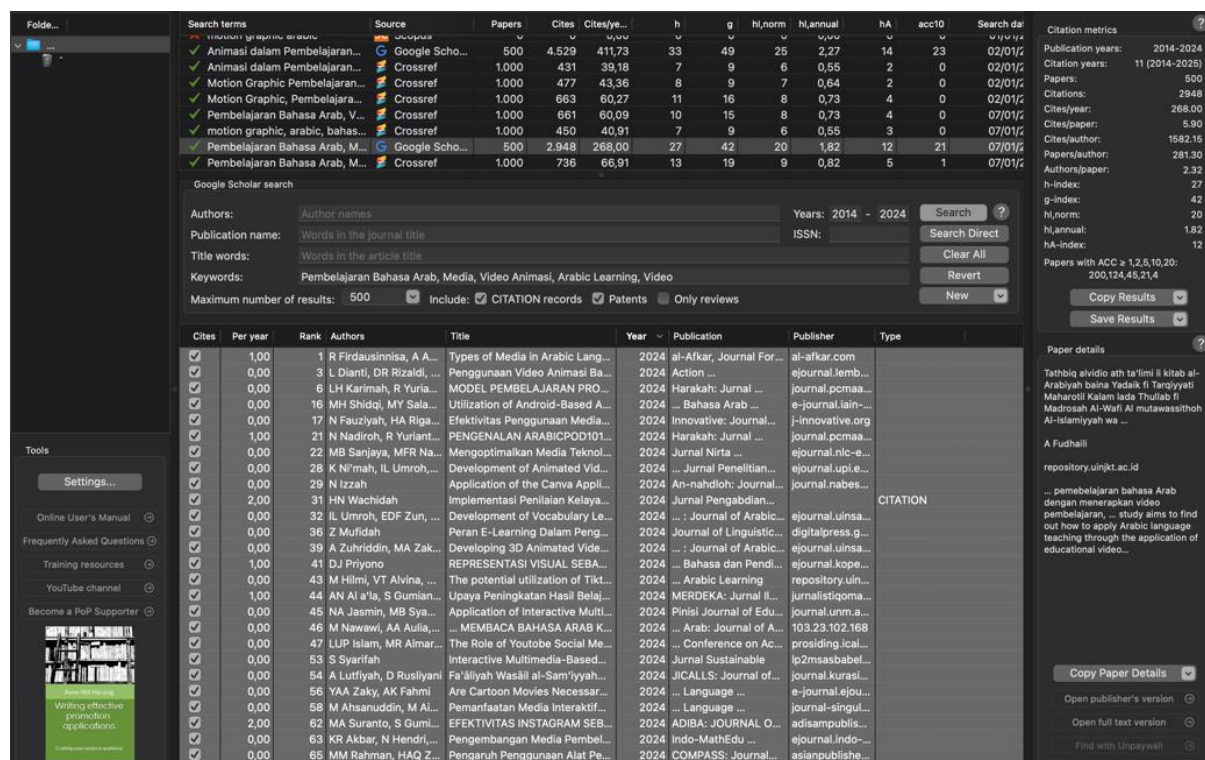 Folde...
...
Search terms Source Papers Cites Cites/ye... h g hI,norm hI,annual hA acc10 Search dat
Animasi dalam Pembelajaran... Google Scho... 500 4.529 411,73 33 49 25 2,27 14 23 02/01/2
Animasi dalam Pembelajaran... Crossref 1.000 431 39,18 7 9 6 0,55 2 0 02/01/2
Motion Graphic Pembelajaran... Crossref 1.000 477 43,36 8 9 7 0,64 2 0 02/01/2
Motion Graphic, Pembelajara... Crossref 1.000 663 60,27 11 16 8 0,73 4 0 02/01/2
Pembelajaran Bahasa Arab, V... Crossref 1.000 661 60,09 10 15 8 0,73 4 0 07/01/2
motion graphic, arabic, bahas... Crossref 1.000 450 40,91 7 9 6 0,55 3 0 07/01/2
Pembelajaran Bahasa Arab, M... Google Scho... 500 2.948 268,00 27 42 20 1,82 12 21 07/01/2
Pembelajaran Bahasa Arab, M... Crossref 1.000 736 66,91 13 19 9 0,82 5 1 07/01/2
Google Scholar search
Authors: Author names Years: 2014 - 2024 Search ?
Publication name: Words in the journal title ISSN: Search Direct
Title words: Words in the article title Clear All
Keywords: Pembelajaran Bahasa Arab, Media, Video Animasi, Arabic Learning, Video Revert
Maximum number of results: 500 Include: CITATION records Patents Only reviews New
Cites Per year Rank Authors Title Year Publication Publisher Type
1,00 1 R Firdausinnisa, A A... Types of Media in Arabic Lang... 2024 al-Afkar, Journal For... al-afkar.com
0,00 3 L Dianti, DR Rizaldi, ... Penggunaan Video Animasi Ba... 2024 Action ... ejournal.lemb...
0,00 6 LH Karimah, R Yuria... MODEL PEMBELAJARAN PRO... 2024 Harakah: Jurnal ... journal.pcmaa...
0,00 16 MH Shidqi, MY Sala... Utilization of Android-Based A... 2024 ... Bahasa Arab ... e-journal.iain-...
0,00 17 N Fauziyah, HA Riga... Efektivitas Penggunaan Media... 2024 Innovative: Journal... j-innovative.org
1,00 21 N Nadiroh, R Yuriant... PENGENALAN ARABICPOD101... 2024 Harakah: Jurnal ... journal.pcmaa...
0,00 22 MB Sanjaya, MFR Na... Mengoptimalkan Media Teknol... 2024 Jurnal Nirta ... ejournal.nlc-e...
0,00 28 K Ni'mah, IL Umroh,... Development of Animated Vid... 2024 ... Jurnal Penelitian... ejournal.upi.e...
0,00 29 N Izzah Application of the Canva Appli... 2024 An-nahdloh: Journal... journal.nabes...
2,00 31 HN Wachidah Implementasi Penilaian Kelaya... 2024 Jurnal Pengabdian... CITATION
0,00 32 IL Umroh, EDF Zun, ... Development of Vocabulary Le... 2024 ... : Journal of Arabic... ejournal.uinsa...
0,00 36 Z Mufidah Peran E-Learning Dalam Peng... 2024 Journal of Linguistic... digitalpress.g...
0,00 39 A Zuhriddin, MA Zak... Developing 3D Animated Vide... 2024 ... : Journal of Arabic... ejournal.uinsa...
1,00 41 DJ Priyono REPRESENTASI VISUAL SEBA... 2024 ... Bahasa dan Pendi... ejournal.kope...
0,00 43 M Hilmi, VT Alvina, ... The potential utilization of Tikt... 2024 ... Arabic Learning repository.uin...
1,00 44 AN Al a'la, S Gumian... Upaya Peningkatan Hasil Belaj... 2024 MERDEKA: Jurnal Il... jurnalistiqoma...
0,00 45 NA Jasmin, MB Sya... Application of Interactive Multi... 2024 Pinisi Journal of Edu... journal.unm.a...
0,00 46 M Nawawi, AA Aulia,... ... MEMBACA BAHASA ARAB K... 2024 ... Arab: Journal of A... 103.23.102.168
0,00 47 LUP Islam, MR Almar... The Role of Youtobe Social Me... 2024 ... Conference on Ac... prosiding.icai...
0,00 53 S Syarifah Interactive Multimedia-Based... 2024 Jurnal Sustainable lp2msasbabel...
0,00 54 A Lutfiyah, D Rusliyah Fa'āliyah Wasāil al-Sam'iyyah... 2024 JICALLS: Journal of... journal.kurasi...
0,00 56 YAA Zaky, AK Fahmi Are Cartoon Movies Necessar... 2024 ... Language ... e-journal.ejou...
0,00 58 M Ahsanuddin, M Al... Pemanfaatan Media Interaktif... 2024 ... Language ... journal-singul...
2,00 62 MA Suranto, S Gumi... EFEKTIVITAS INSTAGRAM SEB... 2024 ADIBA: JOURNAL O... adisampublis...
0,00 63 KR Akbar, N Hendri,... Pengembangan Media Pembel... 2024 Indo-MathEdu ... ejournal.indo-...
0,00 65 MM Rahman, HAQ Z... Pengaruh Penggunaan Alat Pe... 2024 COMPASS: Journal... asianpublishe...
Tools
Settings...
Online User's Manual
Frequently Asked Questions
Training resources
YouTube channel
Become a PoP Supporter
Anne-Wil Harzing
Writing effective
promotion
applications
Citation metrics ?
Publication years: 2014-2024
Citation years: 11 (2014-2025)
Papers: 500
Citations: 2948
Cites/year: 268.00
Cites/paper: 5.90
Cites/author: 1582.15
Papers/author: 281.30
Authors/paper: 2.32
h-index: 27
g-index: 42
hI,norm: 20
hI,annual: 1.82
hA-index: 12
Papers with ACC ≥ 1,2,5,10,20:
200,124,45,21,4
Copy Results
Save Results
Paper details ?
Tathbiq alvidio ath ta'limi li kitab al-
Arabiyah baina Yadaik fi Tarqiyyati
Maharotil Kalam lada Thullab fi
Madrosah Al-Wafi Al mutawassithoh
Al-Islamiyyah wa ...
A Fudhaili
repository.uinjkt.ac.id
... pemebelajaran bahasa Arab
dengan menerapkan video
pembelajaran, ... study aims to find
out how to apply Arabic language
teaching through the application of
educational video...
Copy Paper Details
Open publisher's version
Open full text version
Find with Unpaywall